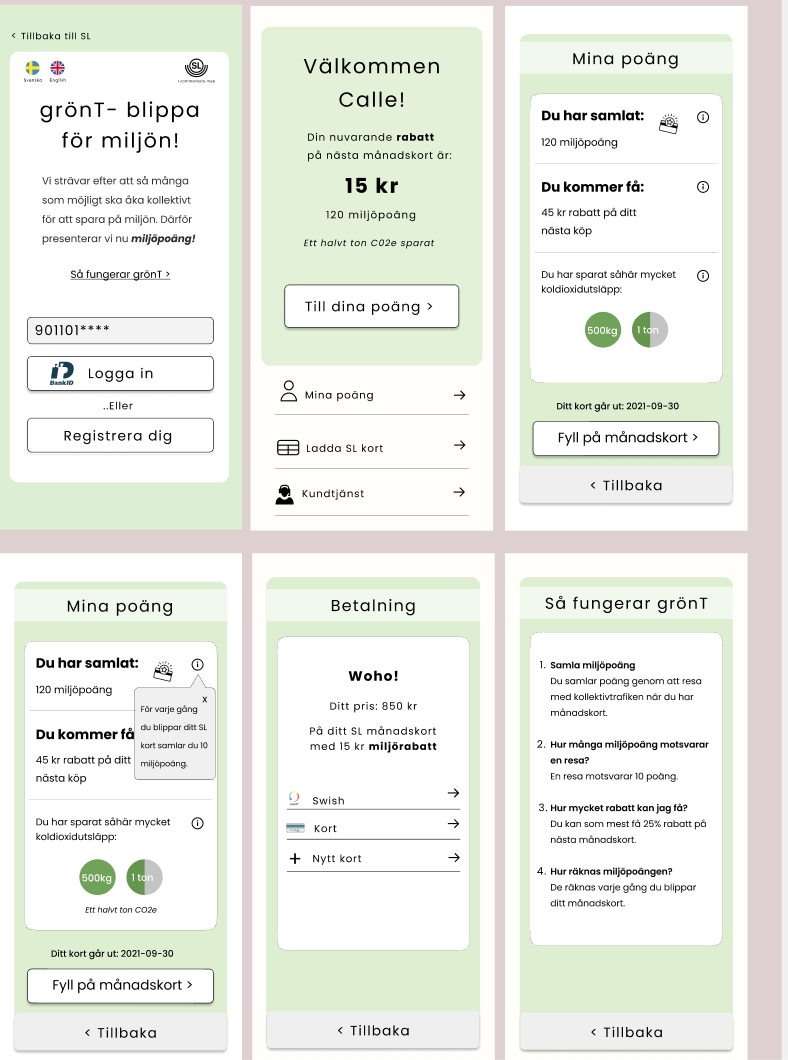 < Tillbaka till SL
Svenska English
SL
grönT- blippa
för miljön!
Vi strävar efter att så många
som möjligt ska åka kollektivt
för att spara på miljön. Därför
presenterar vi nu miljöpoäng!
Så fungerar grönT >
901101****
BankID Logga in
..Eller
Registrera dig
Välkommen
Calle!
Din nuvarande rabatt
på nästa månadskort är:
15 kr
120 miljöpoäng
Ett halvt ton C02e sparat
Till dina poäng >
Mina poäng
Ladda SL kort
Kundtjänst
Mina poäng
Du har samlat:
120 miljöpoäng
Du kommer få:
45 kr rabatt på ditt
nästa köp
Du har sparat såhär mycket
koldioxidutsläpp:
500kg 1 ton
Ditt kort går ut: 2021-09-30
Fyll på månadskort >
< Tillbaka
Mina poäng
Du har samlat:
120 miljöpoäng
x
För varje gång
du blippar ditt SL
kort samlar du 10
miljöpoäng.
Du kommer få
45 kr rabatt på ditt
nästa köp
Du har sparat såhär mycket
koldioxidutsläpp:
500kg 1 ton
Ett halvt ton CO2e
Ditt kort går ut: 2021-09-30
Fyll på månadskort >
< Tillbaka
Betalning
Woho!
Ditt pris: 850 kr
På ditt SL månadskort
med 15 kr miljörabatt
Swish
Kort
+ Nytt kort
< Tillbaka
Så fungerar grönT
1. Samla miljöpoäng
Du samlar poäng genom att resa
med kollektivtrafiken när du har
månadskort.
2. Hur många miljöpoäng motsvarar
en resa?
En resa motsvarar 10 poäng.
3. Hur mycket rabatt kan jag få?
Du kan som mest få 25% rabatt på
nästa månadskort.
4. Hur räknas miljöpoängen?
De räknas varje gång du blippar
ditt månadskort.
< Tillbaka